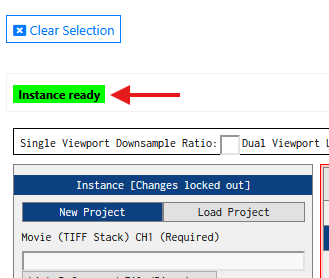 Clear Selection
Instance ready
Single Viewport Downsample Ratio: Dual Viewport
Instance [Changes locked out]
New Project Load Project
Movie (TIFF Stack) CH1 (Required)